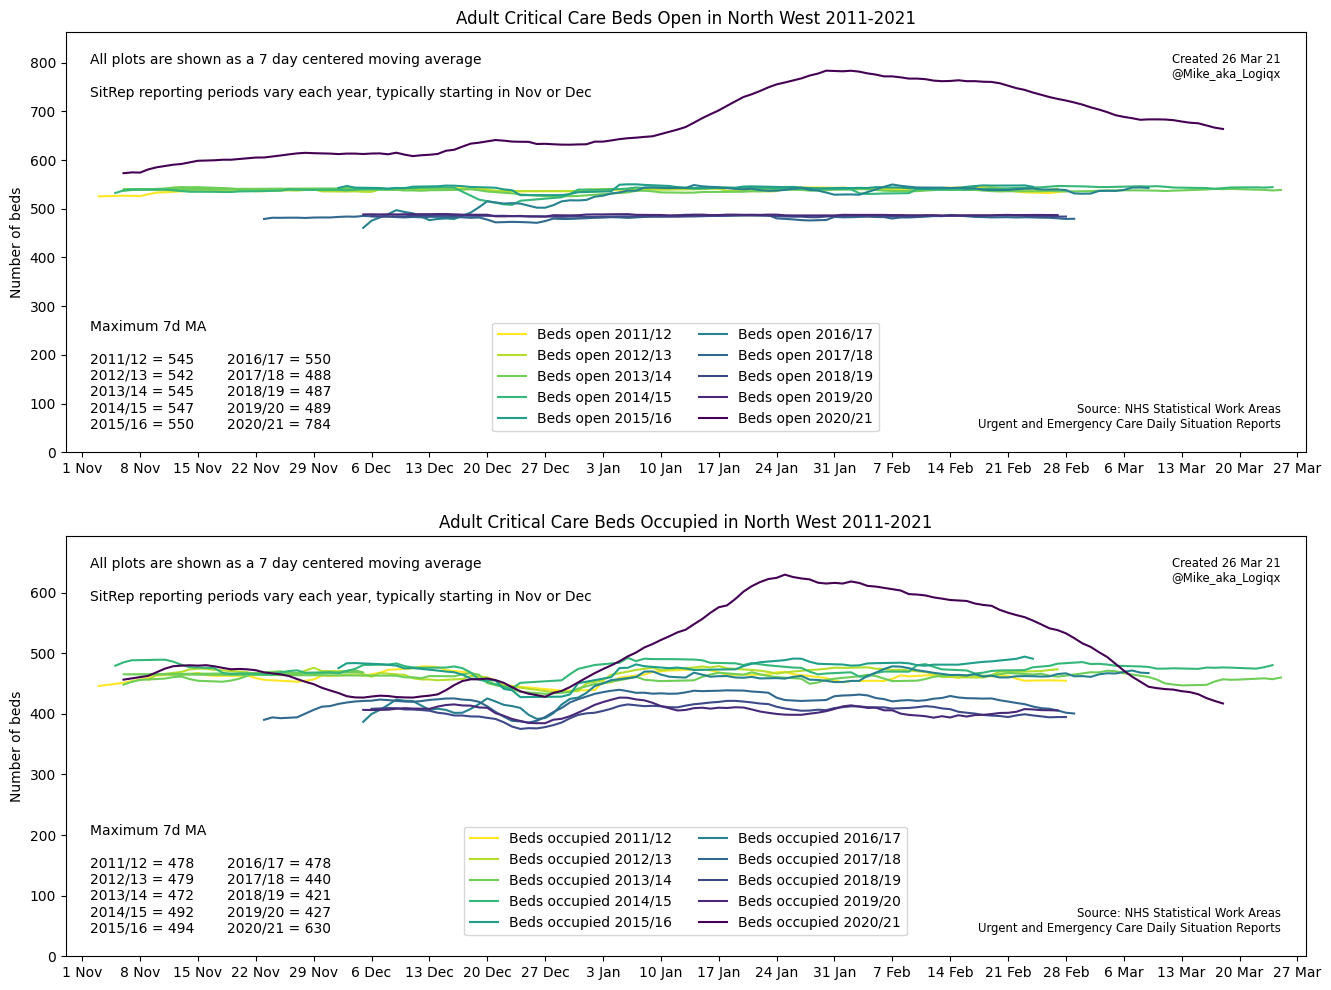 Adult Critical Care Beds Open in North West 2011-2021
All plots are shown as a 7 day centered moving average
SitRep reporting periods vary each year, typically starting in Nov or Dec
Created 26 Mar 21
@Mike_aka_Logiqx
Number of beds
800
700
600
500
400
300
200
100
0
Maximum 7d MA
2011/12 = 545 2016/17 = 550
2012/13 = 542 2017/18 = 488
2013/14 = 545 2018/19 = 487
2014/15 = 547 2019/20 = 489
2015/16 = 550 2020/21 = 784
Beds open 2011/12 Beds open 2016/17
Beds open 2012/13 Beds open 2017/18
Beds open 2013/14 Beds open 2018/19
Beds open 2014/15 Beds open 2019/20
Beds open 2015/16 Beds open 2020/21
Source: NHS Statistical Work Areas
Urgent and Emergency Care Daily Situation Reports
1 Nov 8 Nov 15 Nov 22 Nov 29 Nov 6 Dec 13 Dec 20 Dec 27 Dec 3 Jan 10 Jan 17 Jan 24 Jan 31 Jan 7 Feb 14 Feb 21 Feb 28 Feb 6 Mar 13 Mar 20 Mar 27 Mar
Adult Critical Care Beds Occupied in North West 2011-2021
All plots are shown as a 7 day centered moving average
SitRep reporting periods vary each year, typically starting in Nov or Dec
Created 26 Mar 21
@Mike_aka_Logiqx
Number of beds
600
500
400
300
200
100
0
Maximum 7d MA
2011/12 = 478 2016/17 = 478
2012/13 = 479 2017/18 = 440
2013/14 = 472 2018/19 = 421
2014/15 = 492 2019/20 = 427
2015/16 = 494 2020/21 = 630
Beds occupied 2011/12 Beds occupied 2016/17
Beds occupied 2012/13 Beds occupied 2017/18
Beds occupied 2013/14 Beds occupied 2018/19
Beds occupied 2014/15 Beds occupied 2019/20
Beds occupied 2015/16 Beds occupied 2020/21
Source: NHS Statistical Work Areas
Urgent and Emergency Care Daily Situation Reports
1 Nov 8 Nov 15 Nov 22 Nov 29 Nov 6 Dec 13 Dec 20 Dec 27 Dec 3 Jan 10 Jan 17 Jan 24 Jan 31 Jan 7 Feb 14 Feb 21 Feb 28 Feb 6 Mar 13 Mar 20 Mar 27 Mar